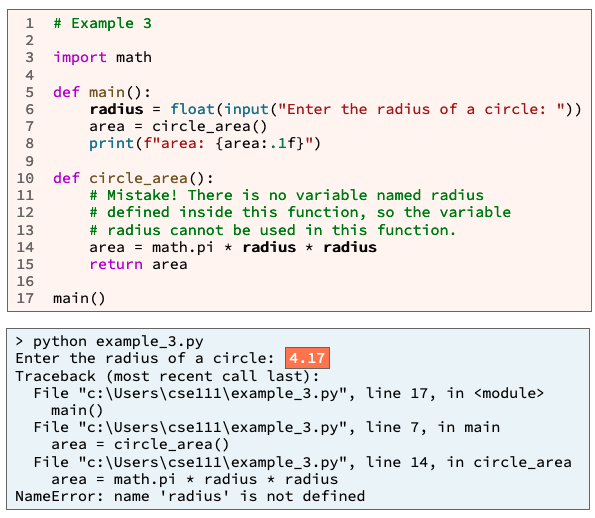 1 # Example 3
2
3 import math
4
5 def main():
6     radius = float(input("Enter the radius of a circle: "))
7     area = circle_area()
8     print(f"area: {area:.1f}")
9
10 def circle_area():
11     # Mistake! There is no variable named radius
12     # defined inside this function, so the variable
13     # radius cannot be used in this function.
14     area = math.pi * radius * radius
15     return area
16
17 main()
> python example_3.py
Enter the radius of a circle: 4.17
Traceback (most recent call last):
  File "c:\Users\cse111\example_3.py", line 17, in <module>
    main()
  File "c:\Users\cse111\example_3.py", line 7, in main
    area = circle_area()
  File "c:\Users\cse111\example_3.py", line 14, in circle_area
    area = math.pi * radius * radius
NameError: name 'radius' is not defined